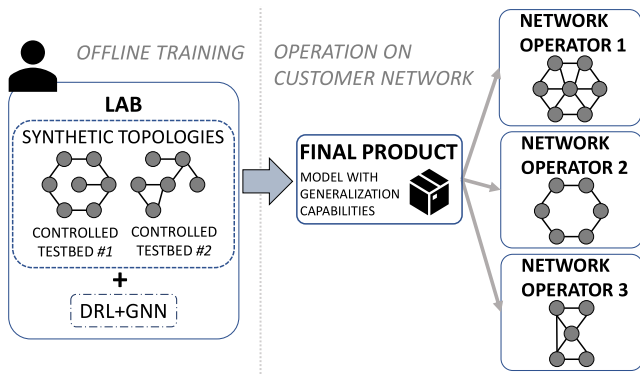 OFFLINE TRAINING
LAB
SYNTHETIC TOPOLOGIES
CONTROLLED
TESTBED #1
CONTROLLED
TESTBED #2
+
DRL+GNN
OPERATION ON
CUSTOMER NETWORK
FINAL PRODUCT
MODEL WITH
GENERALIZATION
CAPABILITIES
NETWORK
OPERATOR 1
NETWORK
OPERATOR 2
NETWORK
OPERATOR 3